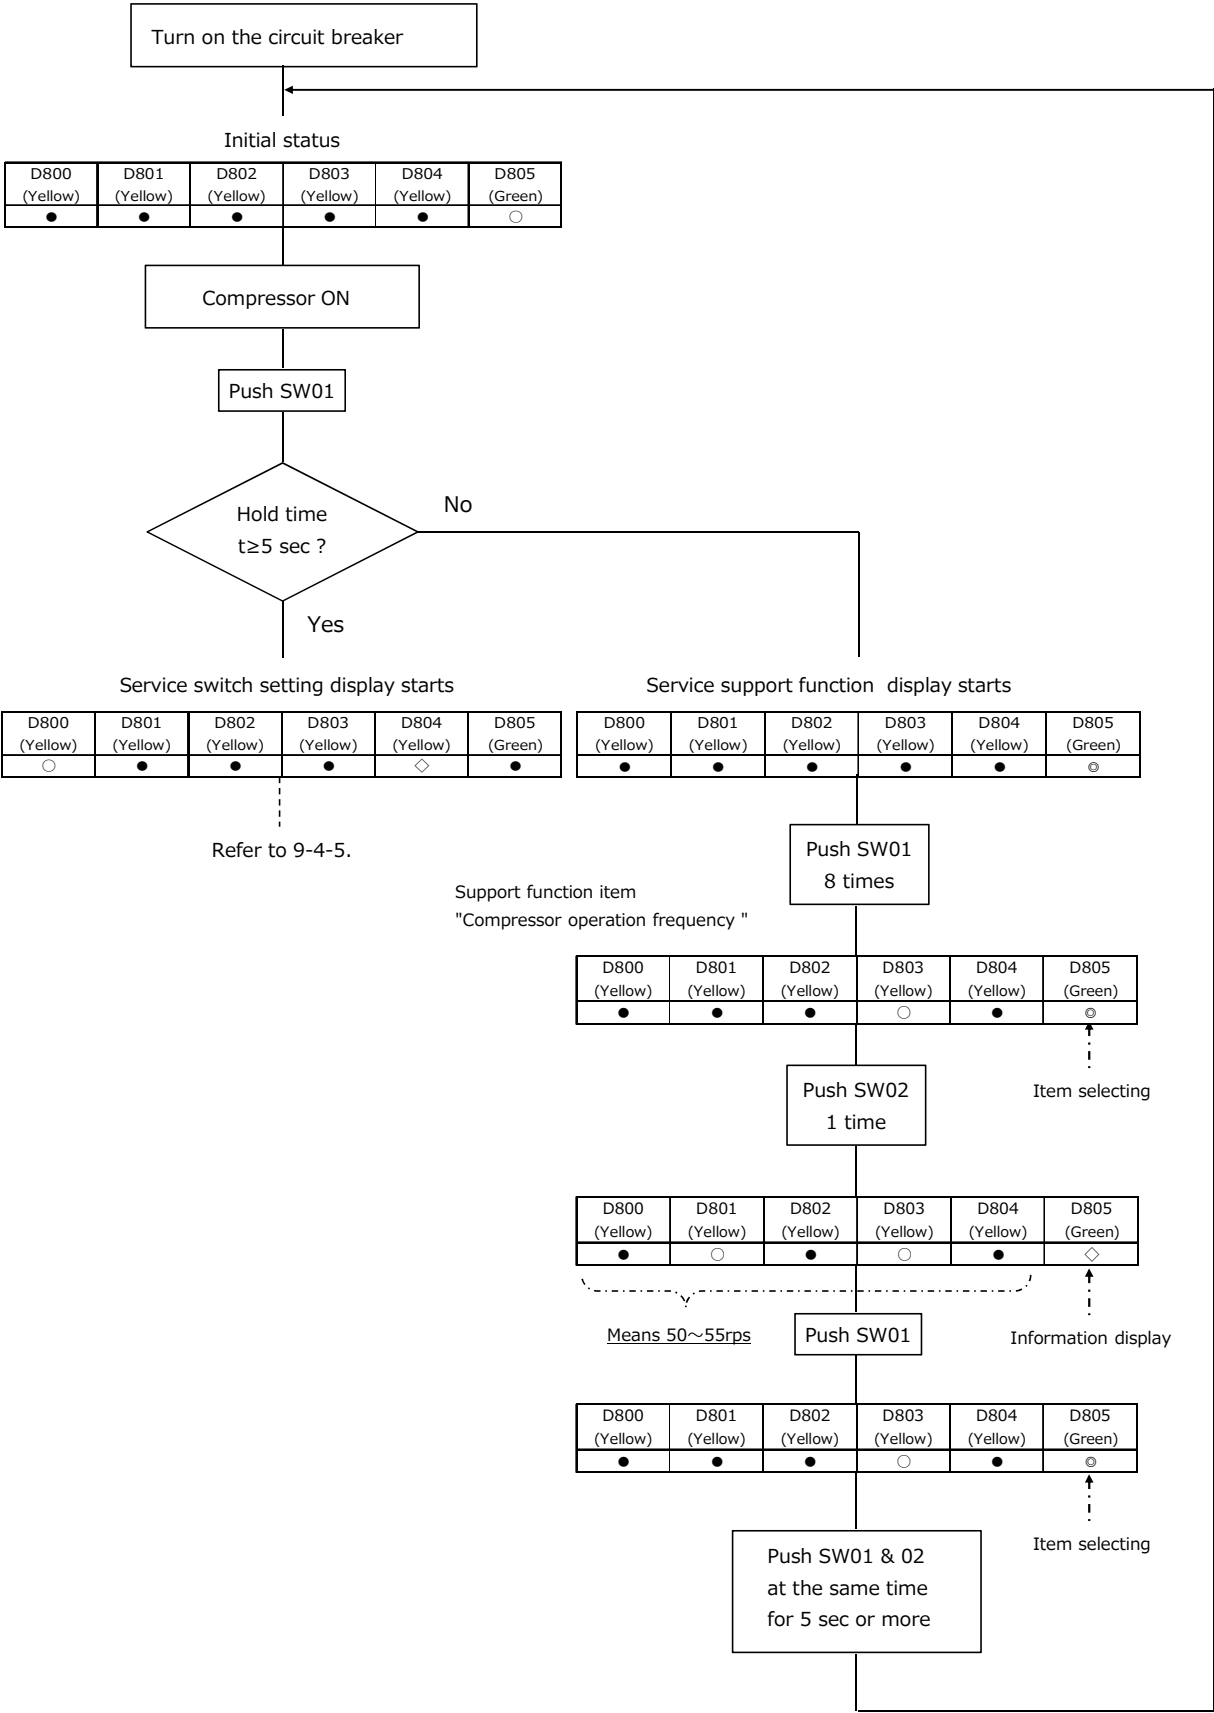 Turn on the circuit breaker
Initial status
D800 D801 D802 D803 D804 D805
(Yellow) (Yellow) (Yellow) (Yellow) (Yellow) (Green)
● ● ● ● ● ○
Compressor ON
Push SW01
Hold time
t≥5 sec ?
No
Yes
Service switch setting display starts
D800 D801 D802 D803 D804 D805
(Yellow) (Yellow) (Yellow) (Yellow) (Yellow) (Green)
○ ● ● ● ◇ ●
Refer to 9-4-5.
Service support function display starts
D800 D801 D802 D803 D804 D805
(Yellow) (Yellow) (Yellow) (Yellow) (Yellow) (Green)
● ● ● ● ● ◎
Push SW01
8 times
Support function item
"Compressor operation frequency "
D800 D801 D802 D803 D804 D805
(Yellow) (Yellow) (Yellow) (Yellow) (Yellow) (Green)
● ● ● ○ ● ◎
Item selecting
Push SW02
1 time
D800 D801 D802 D803 D804 D805
(Yellow) (Yellow) (Yellow) (Yellow) (Yellow) (Green)
● ○ ● ○ ● ◇
Means 50～55rps
Push SW01
Information display
D800 D801 D802 D803 D804 D805
(Yellow) (Yellow) (Yellow) (Yellow) (Yellow) (Green)
● ● ● ○ ● ◎
Item selecting
Push SW01 & 02
at the same time
for 5 sec or more